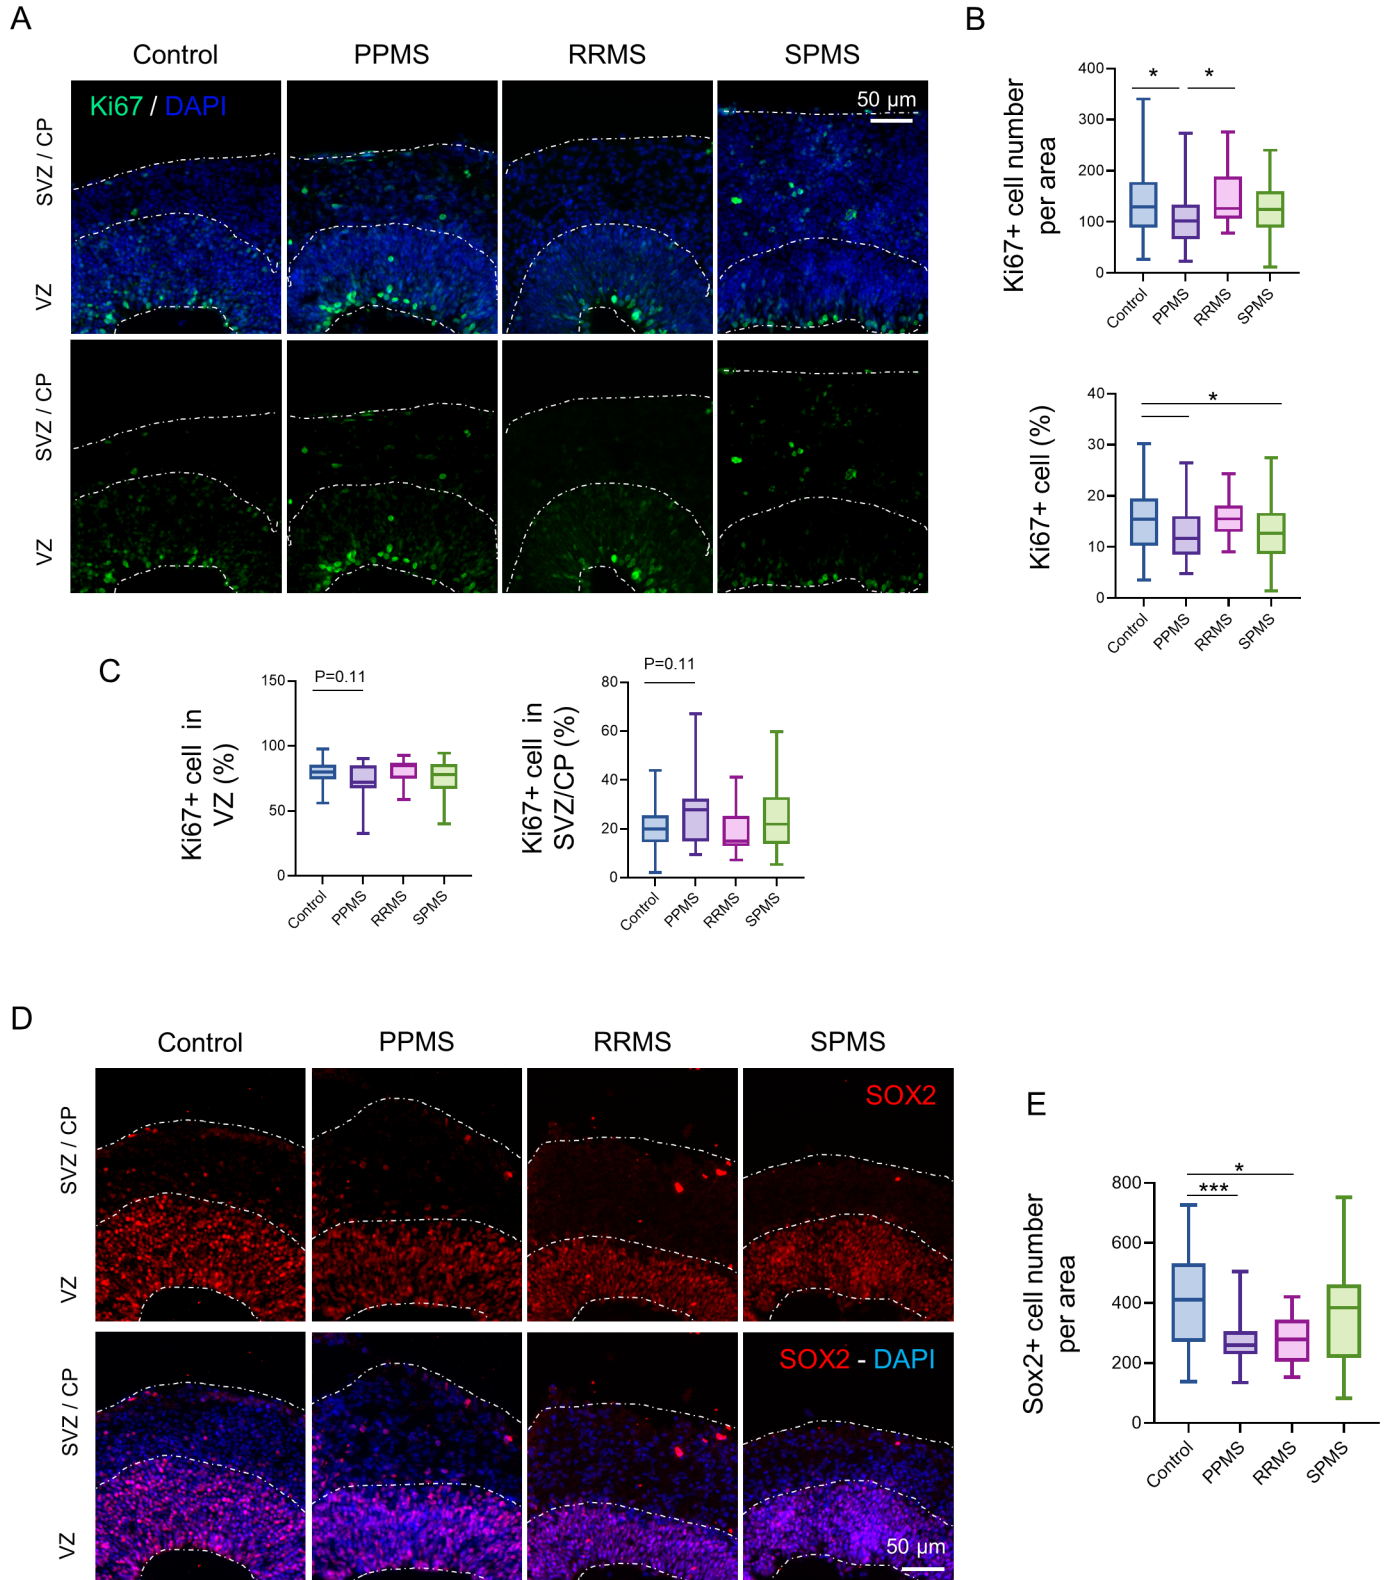 A
Control
PPMS
RRMS
SPMS
Ki67 / DAPI
50 µm
SVZ / CP
VZ
SVZ / CP
VZ
B
Ki67+ cell number
per area
400
300
200
100
0
*
*
Control
PPMS
RRMS
SPMS
Ki67+ cell (%)
40
30
20
10
0
*
Control
PPMS
RRMS
SPMS
C
Ki67+ cell in
VZ (%)
150
100
50
0
P=0.11
Control
PPMS
RRMS
SPMS
Ki67+ cell in
SVZ/CP (%)
80
60
40
20
0
P=0.11
Control
PPMS
RRMS
SPMS
D
Control
PPMS
RRMS
SPMS
SOX2
SVZ / CP
VZ
SOX2 - DAPI
SVZ / CP
VZ
50 µm
E
Sox2+ cell number
per area
800
600
400
200
0
*
***
Control
PPMS
RRMS
SPMS